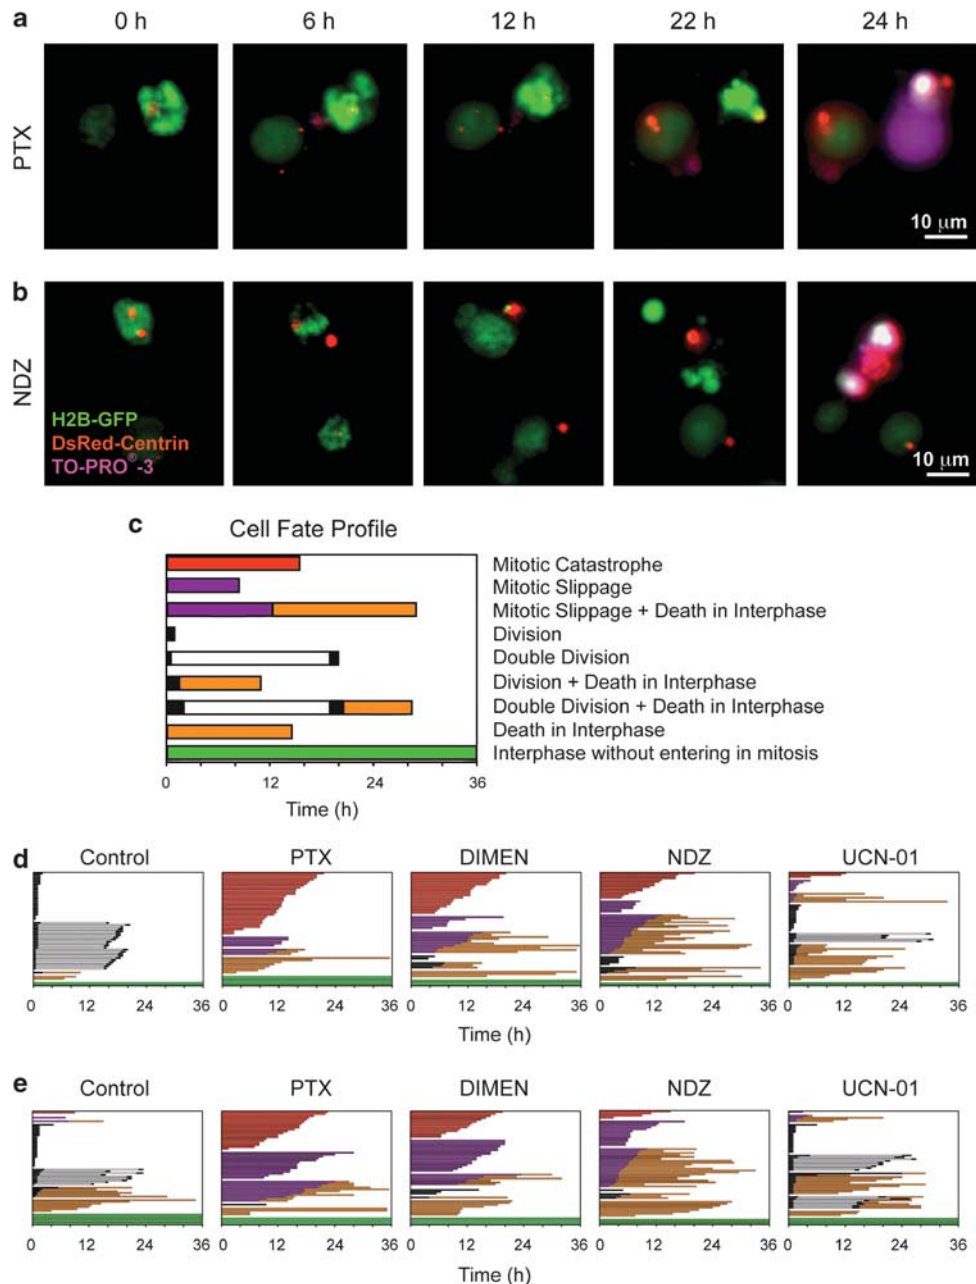 a
0 h 6 h 12 h 22 h 24 h
PTX
10 µm
b
NDZ
H2B-GFP
DsRed-Centrin
TO-PRO®-3
10 µm
c
Cell Fate Profile
Mitotic Catastrophe
Mitotic Slippage
Mitotic Slippage + Death in Interphase
Division
Double Division
Division + Death in Interphase
Double Division + Death in Interphase
Death in Interphase
Interphase without entering in mitosis
0 12 24 36
Time (h)
d
Control PTX DIMEN NDZ UCN-01
0 12 24 36 0 12 24 36 0 12 24 36 0 12 24 36 0 12 24 36
Time (h)
e
Control PTX DIMEN NDZ UCN-01
0 12 24 36 0 12 24 36 0 12 24 36 0 12 24 36 0 12 24 36
Time (h)